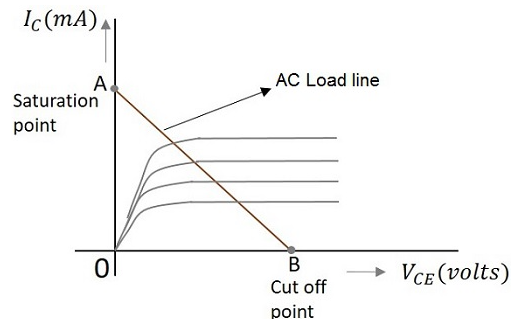 I_C(mA)
A
Saturation
point
AC Load line
0
B
Cut off
point
V_CE(volts)